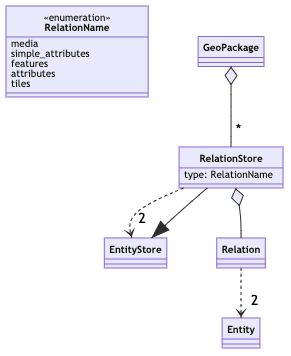 «enumeration»
RelationName
media
simple_attributes
features
attributes
tiles
GeoPackage
*
RelationStore
type: RelationName
2
EntityStore
Relation
2
Entity